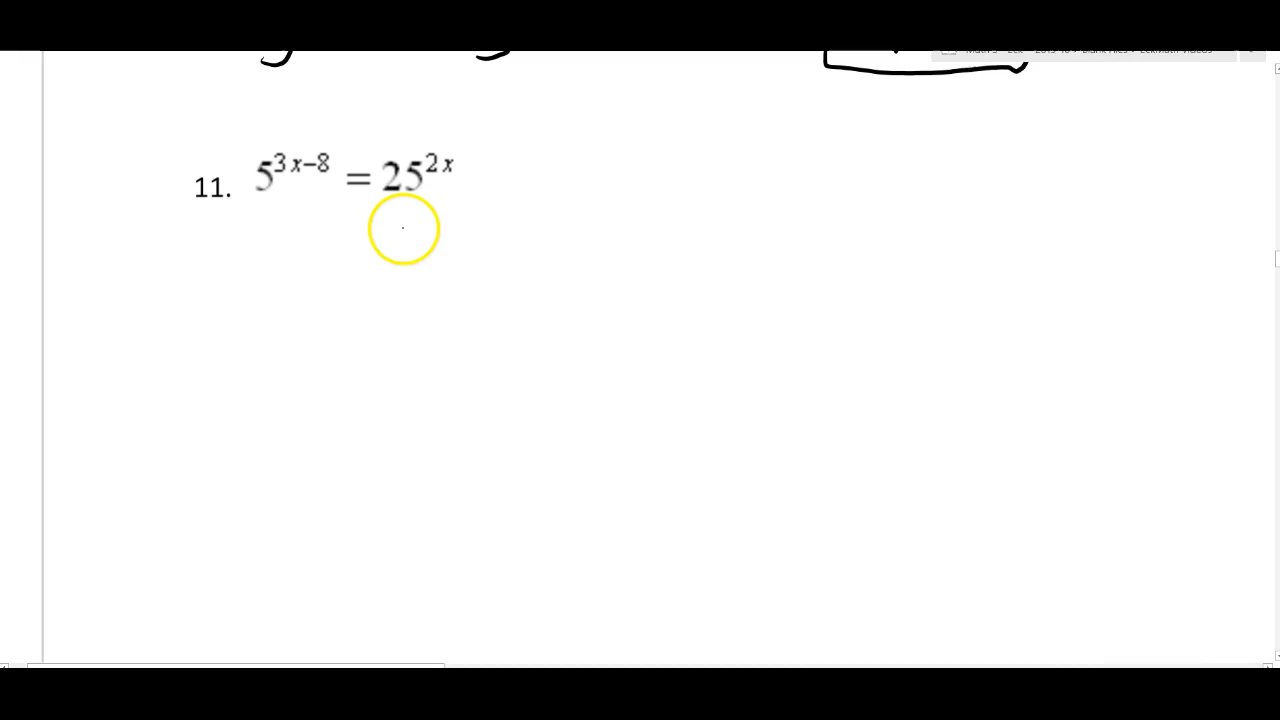 11. 5^{3x-8} = 25^{2x}